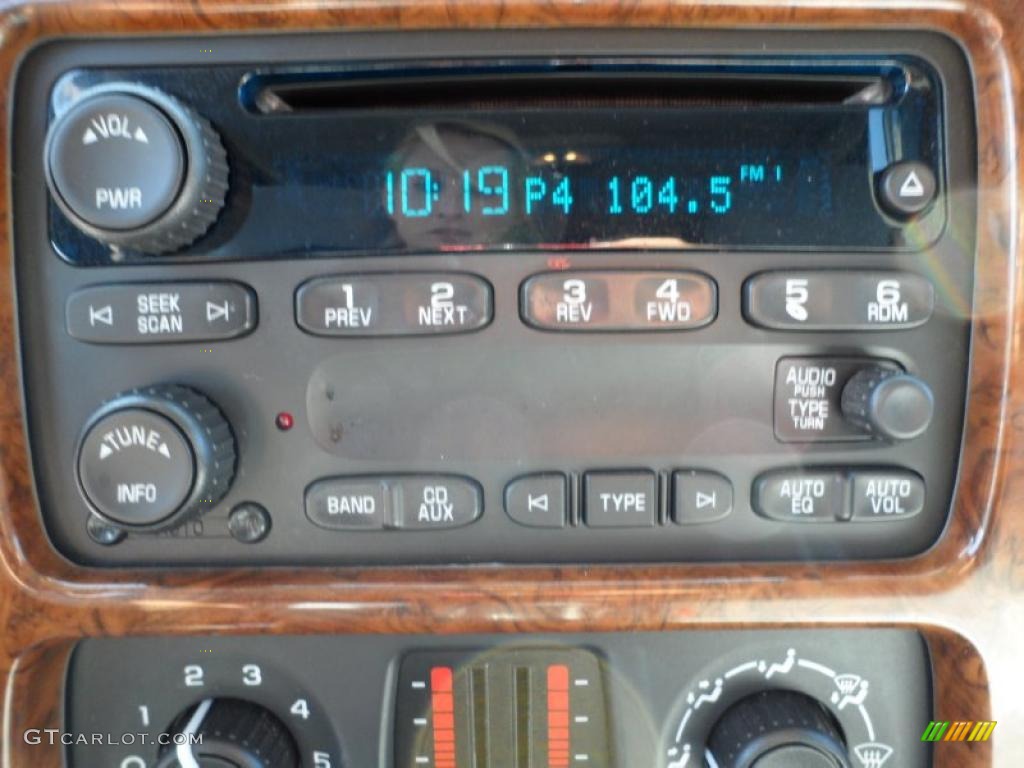 VOL
PWR
10:19 P4 104.5 FM 1
SEEK
SCAN
1
PREV
2
NEXT
3
REV
4
FWD
5
6
RDM
AUDIO
PUSH
TYPE
TURN
TUNE
INFO
BAND
CD
AUX
TYPE
AUTO
EQ
AUTO
VOL
AUTO
0 1 2 3 4 5
GTCARLOT.COM